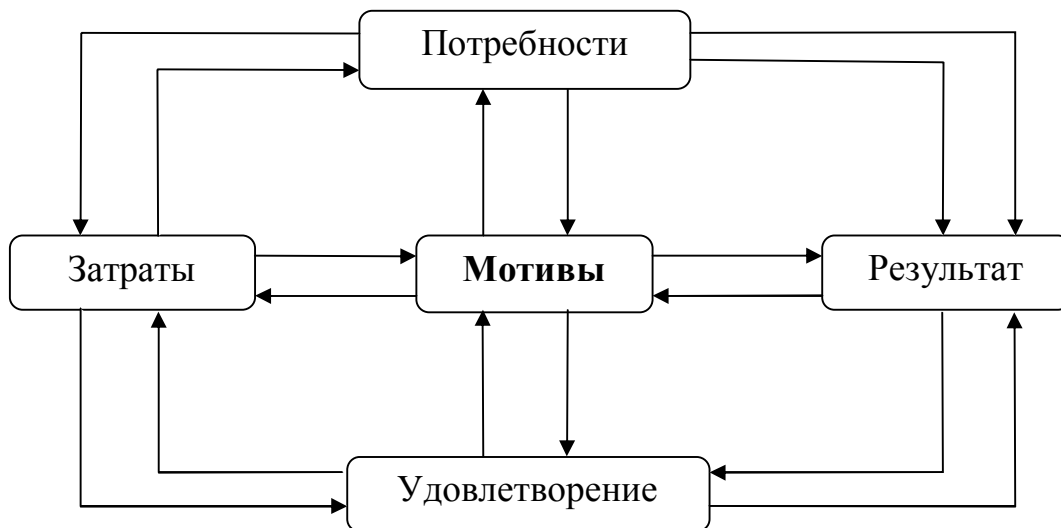 Потребности
Затраты
Мотивы
Результат
Удовлетворение